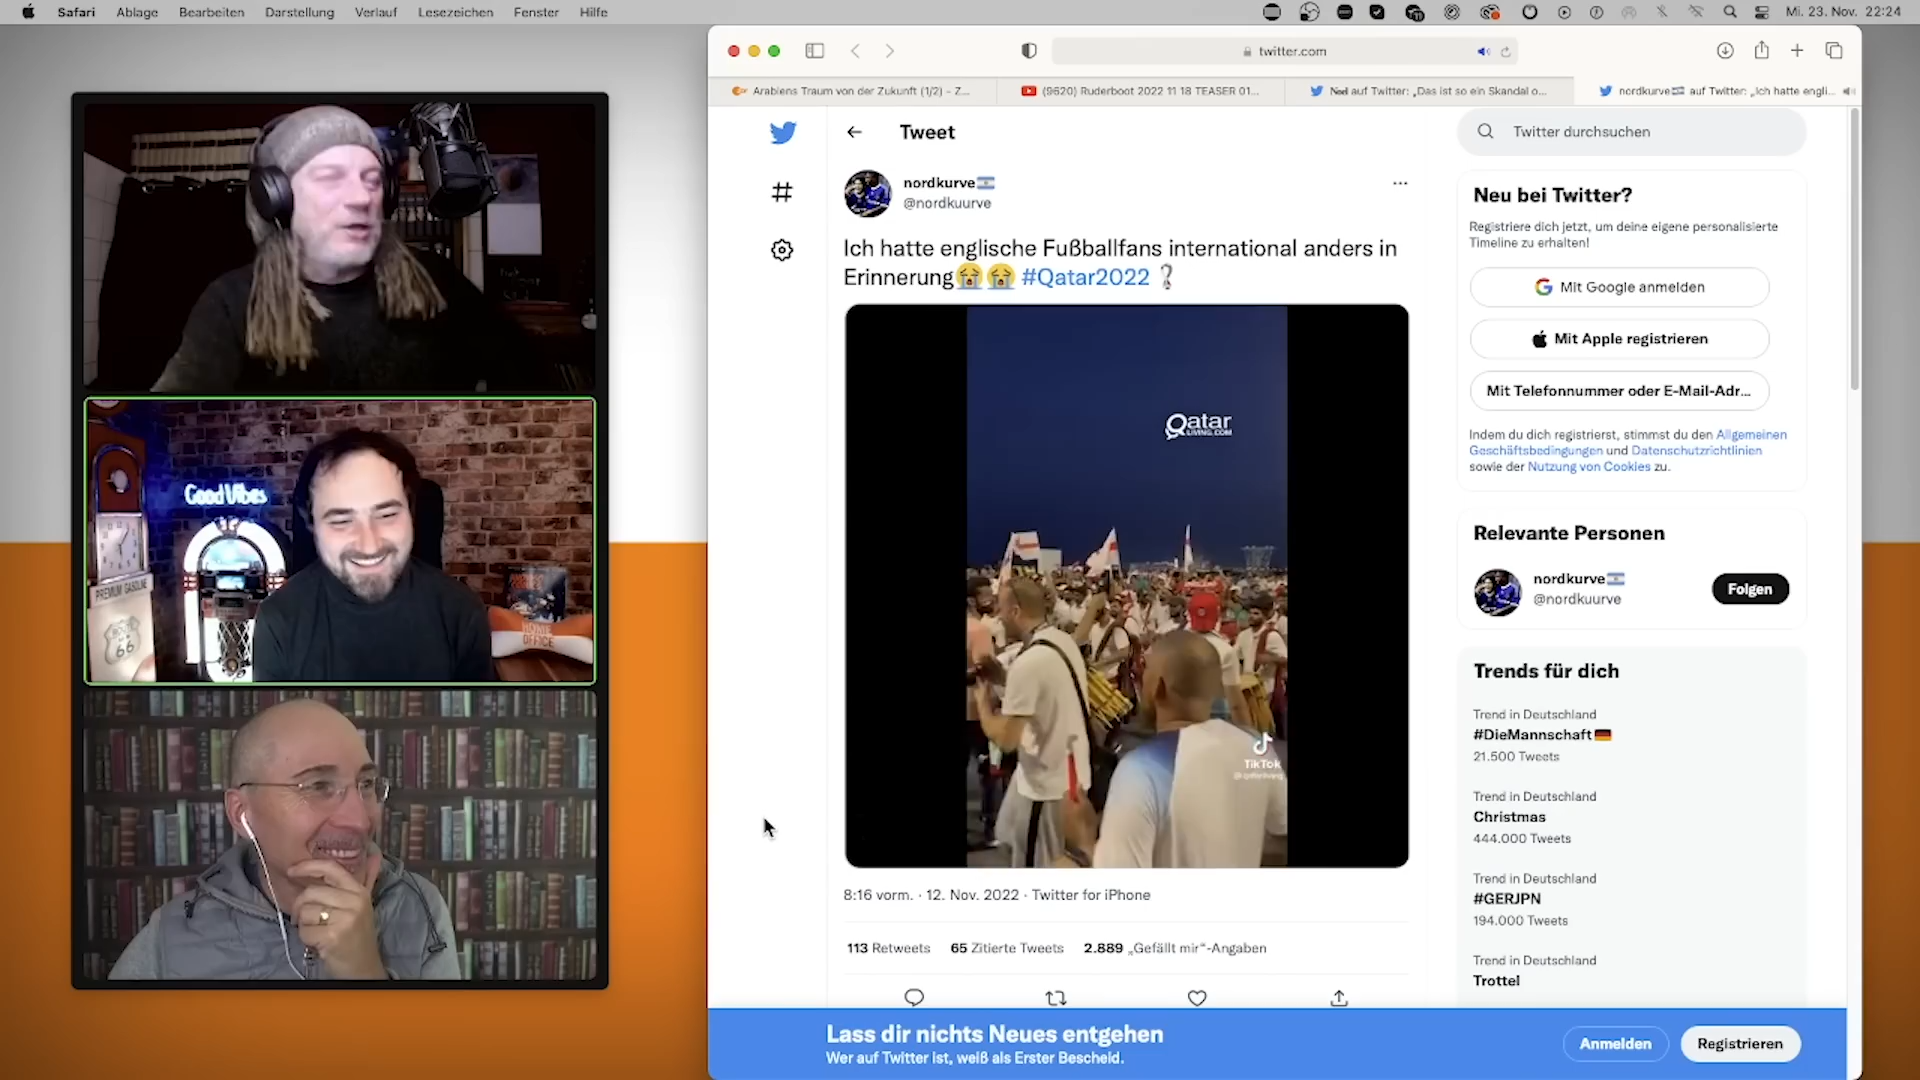 Safari Ablage Bearbeiten Darstellung Verlauf Lesezeichen Fenster Hilfe
Mi. 23. Nov. 22:24
twitter.com
Arabiens Traum von der Zukunft (1/2) - Z...
(9620) Ruderboot 2022 11 18 TEASER 01...
Noel auf Twitter: „Das ist so ein Skandal o...
nordkurve🇮🇱 auf Twitter: „Ich hatte engli...
Tweet
Twitter durchsuchen
nordkurve🇮🇱
@nordkuurve
Ich hatte englische Fußballfans international anders in
Erinnerung😭😭 #Qatar2022
Qatar
LIVING.COM
TikTok
8:16 vorm. · 12. Nov. 2022 · Twitter for iPhone
113 Retweets 65 Zitierte Tweets 2.889 „Gefällt mir“-Angaben
Neu bei Twitter?
Registriere dich jetzt, um deine eigene personalisierte
Timeline zu erhalten!
Mit Google anmelden
Mit Apple registrieren
Mit Telefonnummer oder E-Mail-Adr...
Indem du dich registrierst, stimmst du den Allgemeinen
Geschäftsbedingungen und Datenschutzrichtlinien
sowie der Nutzung von Cookies zu.
Relevante Personen
nordkurve🇮🇱
@nordkuurve
Folgen
Trends für dich
Trend in Deutschland
#DieMannschaft🇩🇪
21.500 Tweets
Trend in Deutschland
Christmas
444.000 Tweets
Trend in Deutschland
#GERJPN
194.000 Tweets
Trend in Deutschland
Trottel
Lass dir nichts Neues entgehen
Wer auf Twitter ist, weiß als Erster Bescheid.
Anmelden
Registrieren
Good Vibes
PREMIUM GASOLINE
ROUTE
66
HOME
OFFICE